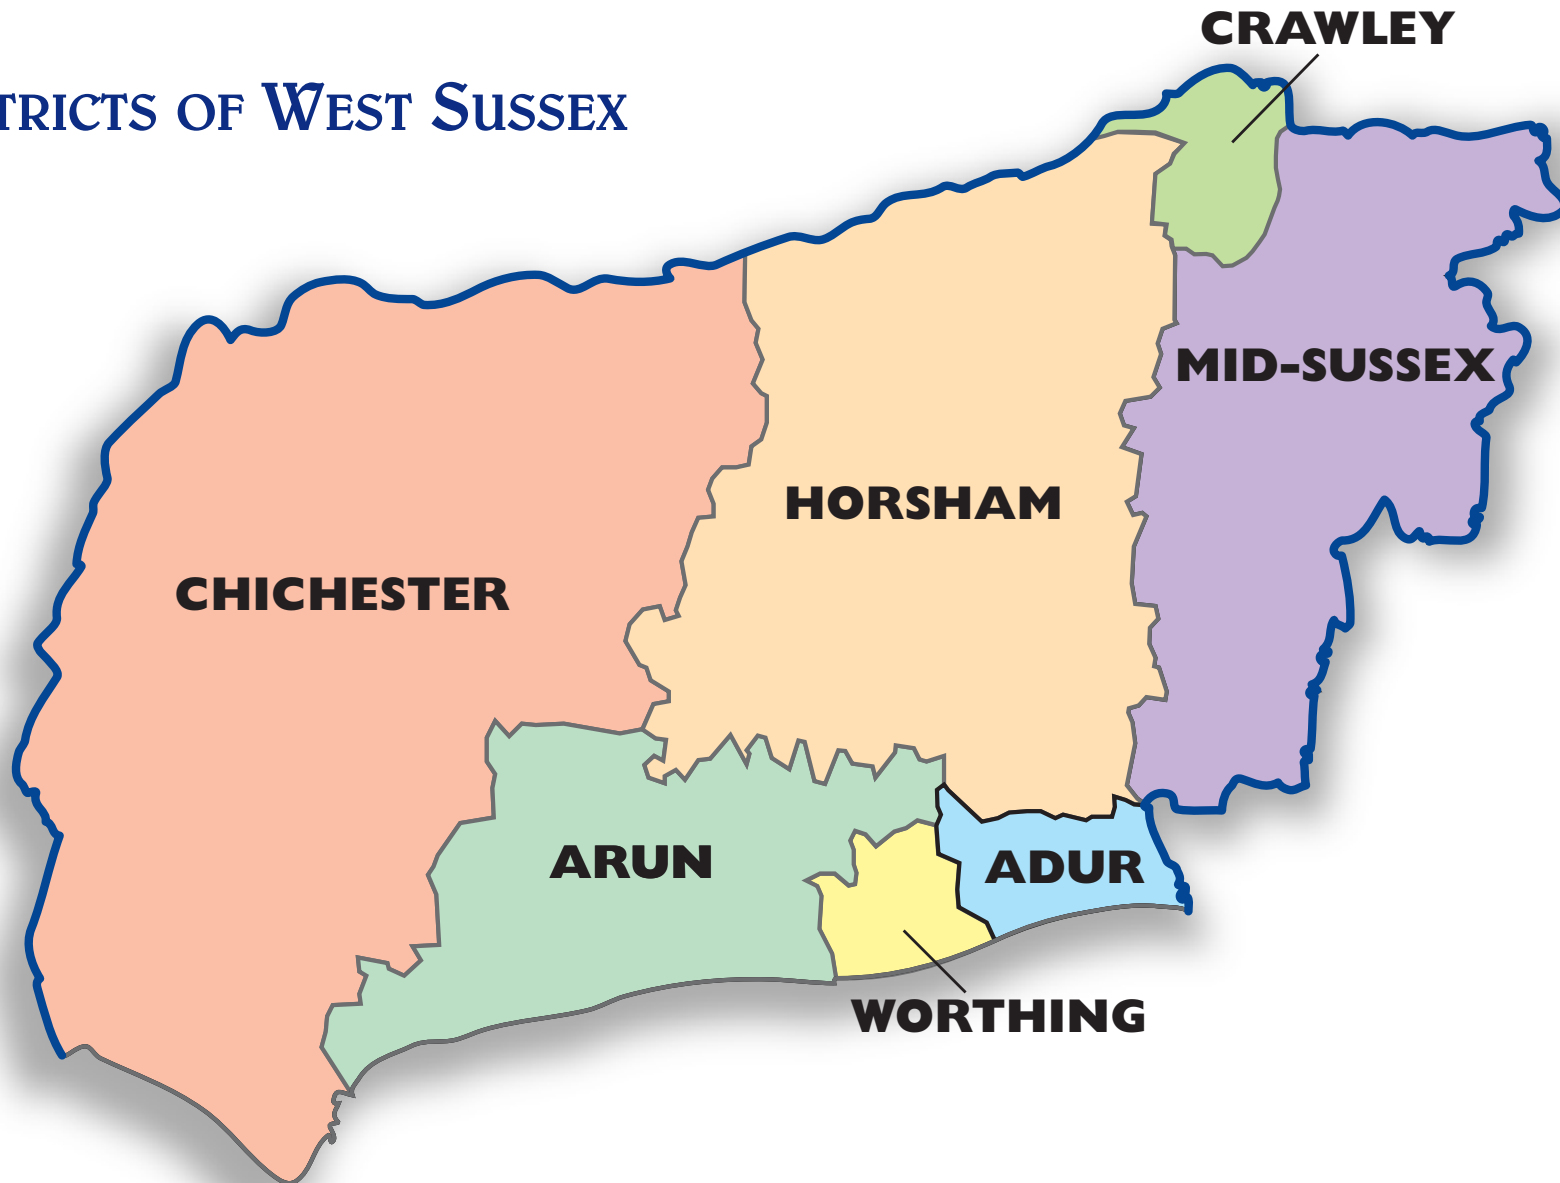 CRAWLEY
TRICTS OF WEST SUSSEX
MID-SUSSEX
HORSHAM
CHICHESTER
ARUN
ADUR
WORTHING